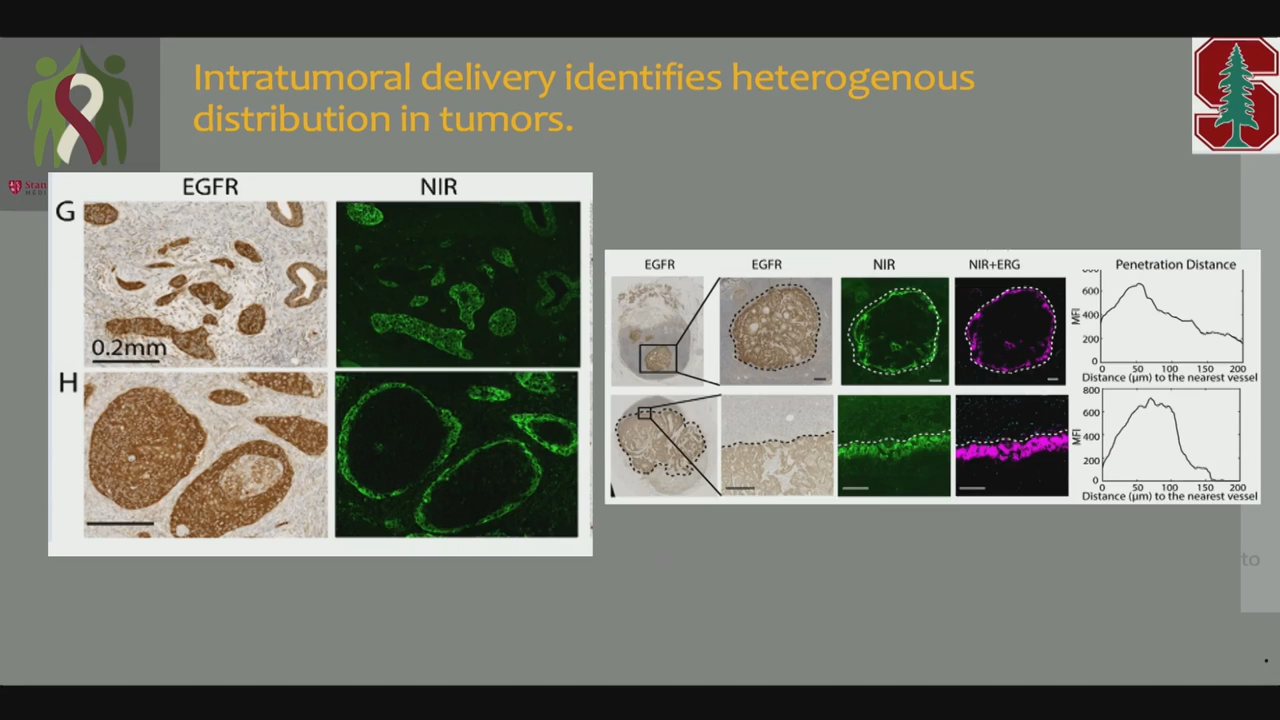 Intratumoral delivery identifies heterogenous
distribution in tumors.
Stan
EGFR NIR
G
0.2mm
H
EGFR EGFR NIR NIR+ERG Penetration Distance
MFI
600
400
200
0
0 50 100 150 200
Distance (µm) to the nearest vessel
MFI
800
600
400
200
0
0 50 100 150 200
Distance (µm) to the nearest vessel
to